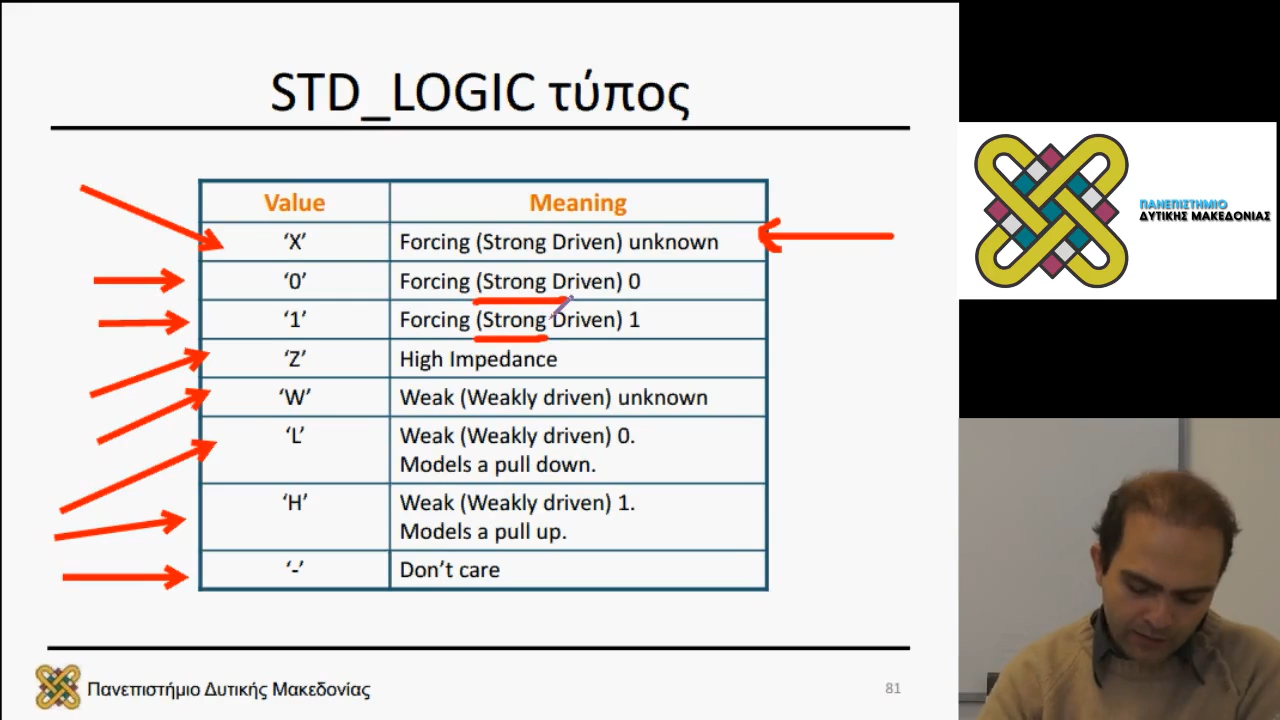 STD_LOGIC τύπος
Value Meaning
‘X’ Forcing (Strong Driven) unknown
‘0’ Forcing (Strong Driven) 0
‘1’ Forcing (Strong Driven) 1
‘Z’ High Impedance
‘W’ Weak (Weakly driven) unknown
‘L’ Weak (Weakly driven) 0.
Models a pull down.
‘H’ Weak (Weakly driven) 1.
Models a pull up.
‘-’ Don’t care
Πανεπιστήμιο Δυτικής Μακεδονίας
81
ΠΑΝΕΠΙΣΤΗΜΙΟ
ΔΥΤΙΚΗΣ ΜΑΚΕΔΟΝΙΑΣ